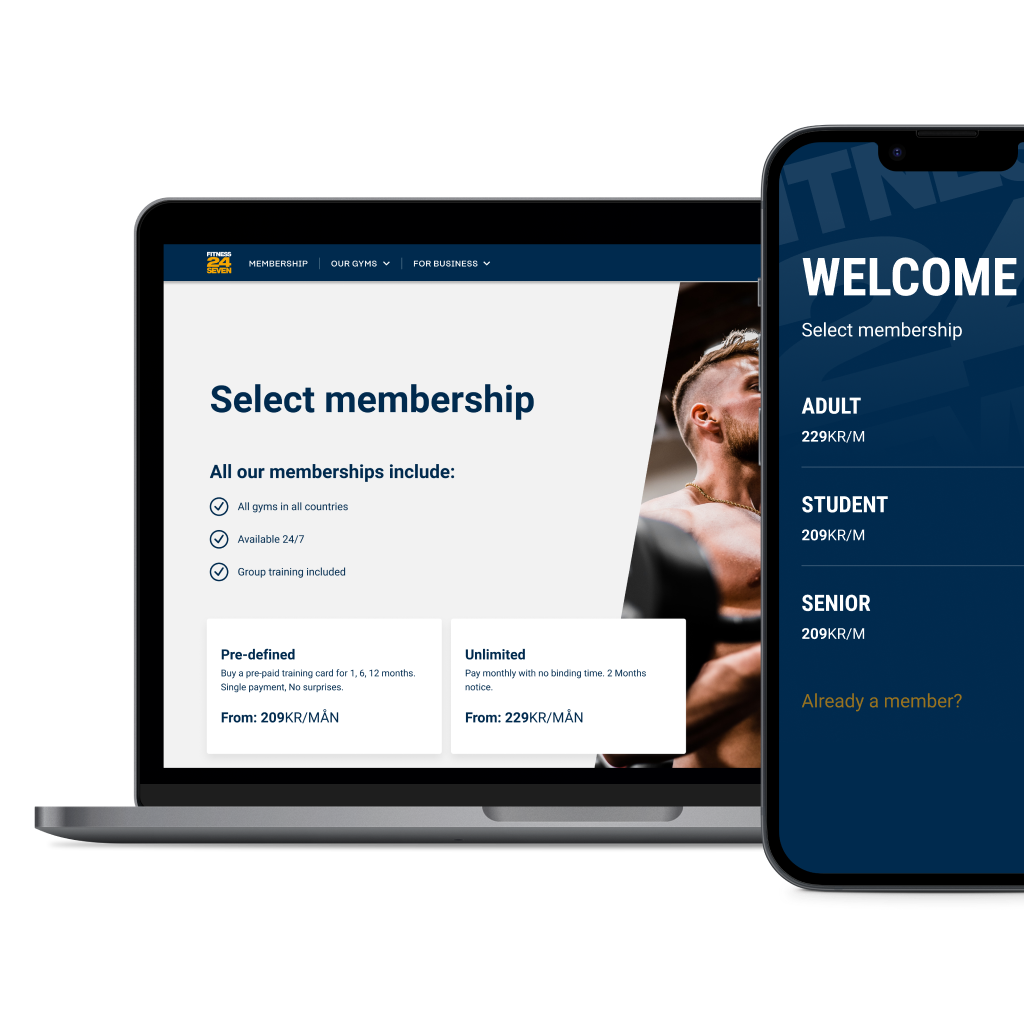 FITNESS
24
SEVEN
MEMBERSHIP
OUR GYMS
FOR BUSINESS
Select membership
All our memberships include:
All gyms in all countries
Available 24/7
Group training included
Pre-defined
Buy a pre-paid training card for 1, 6, 12 months.
Single payment, No surprises.
From: 209KR/MÅN
Unlimited
Pay monthly with no binding time. 2 Months
notice.
From: 229KR/MÅN
WELCOME
Select membership
ADULT
229KR/M
STUDENT
209KR/M
SENIOR
209KR/M
Already a member?